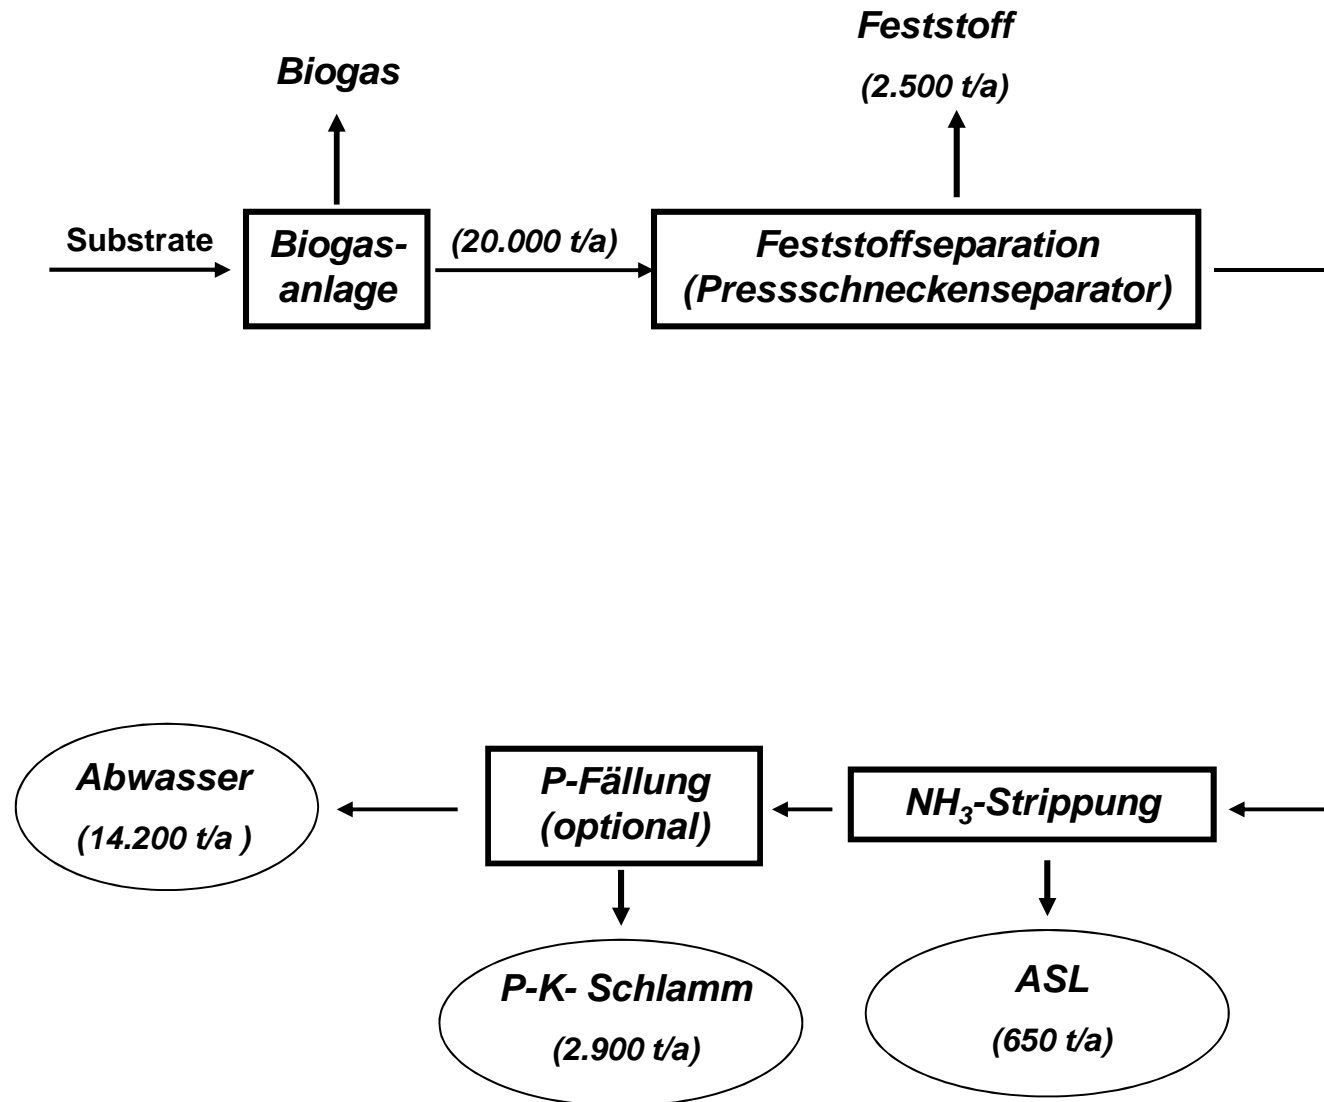 Feststoff
(2.500 t/a)
Biogas
Substrate
Biogas-
anlage
(20.000 t/a)
Feststoffseparation
(Pressschneckenseparator)
Abwasser
(14.200 t/a )
P-Fällung
(optional)
NH₃-Strippung
P-K- Schlamm
(2.900 t/a)
ASL
(650 t/a)